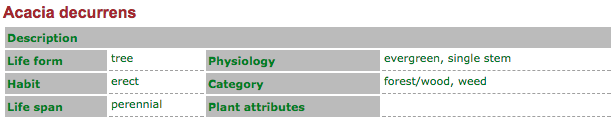 Acacia decurrens
Description
Life form tree Physiology evergreen, single stem
Habit erect Category forest/wood, weed
Life span perennial Plant attributes